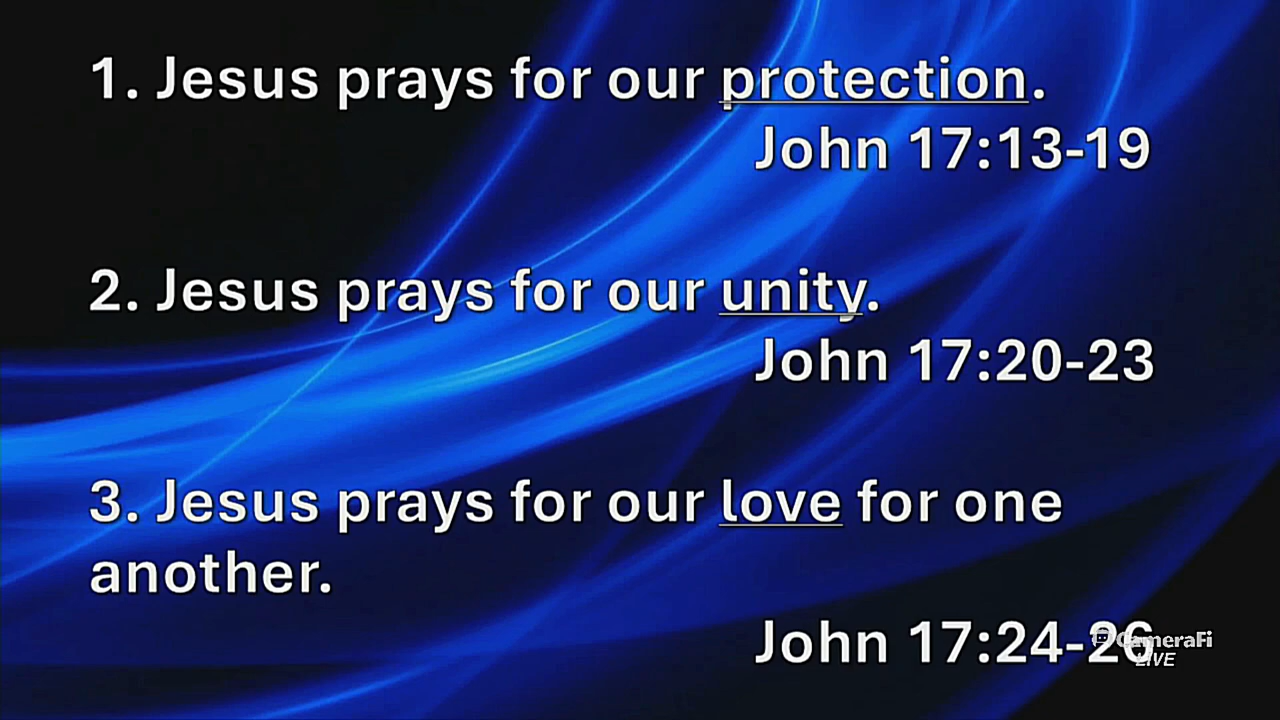 1. Jesus prays for our protection.
John 17:13-19
2. Jesus prays for our unity.
John 17:20-23
3. Jesus prays for our love for one
another.
John 17:24-26
CameraFi
LIVE